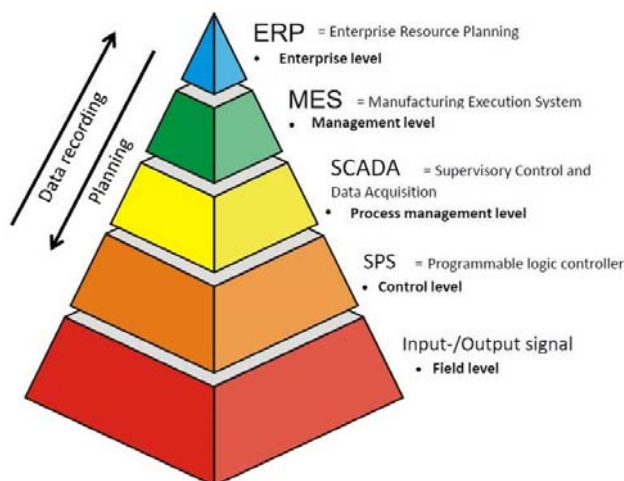 ERP = Enterprise Resource Planning
• Enterprise level
MES = Manufacturing Execution System
• Management level
SCADA = Supervisory Control and
Data Acquisition
• Process management level
SPS = Programmable logic controller
• Control level
Input-/Output signal
• Field level
Data recording
Planning